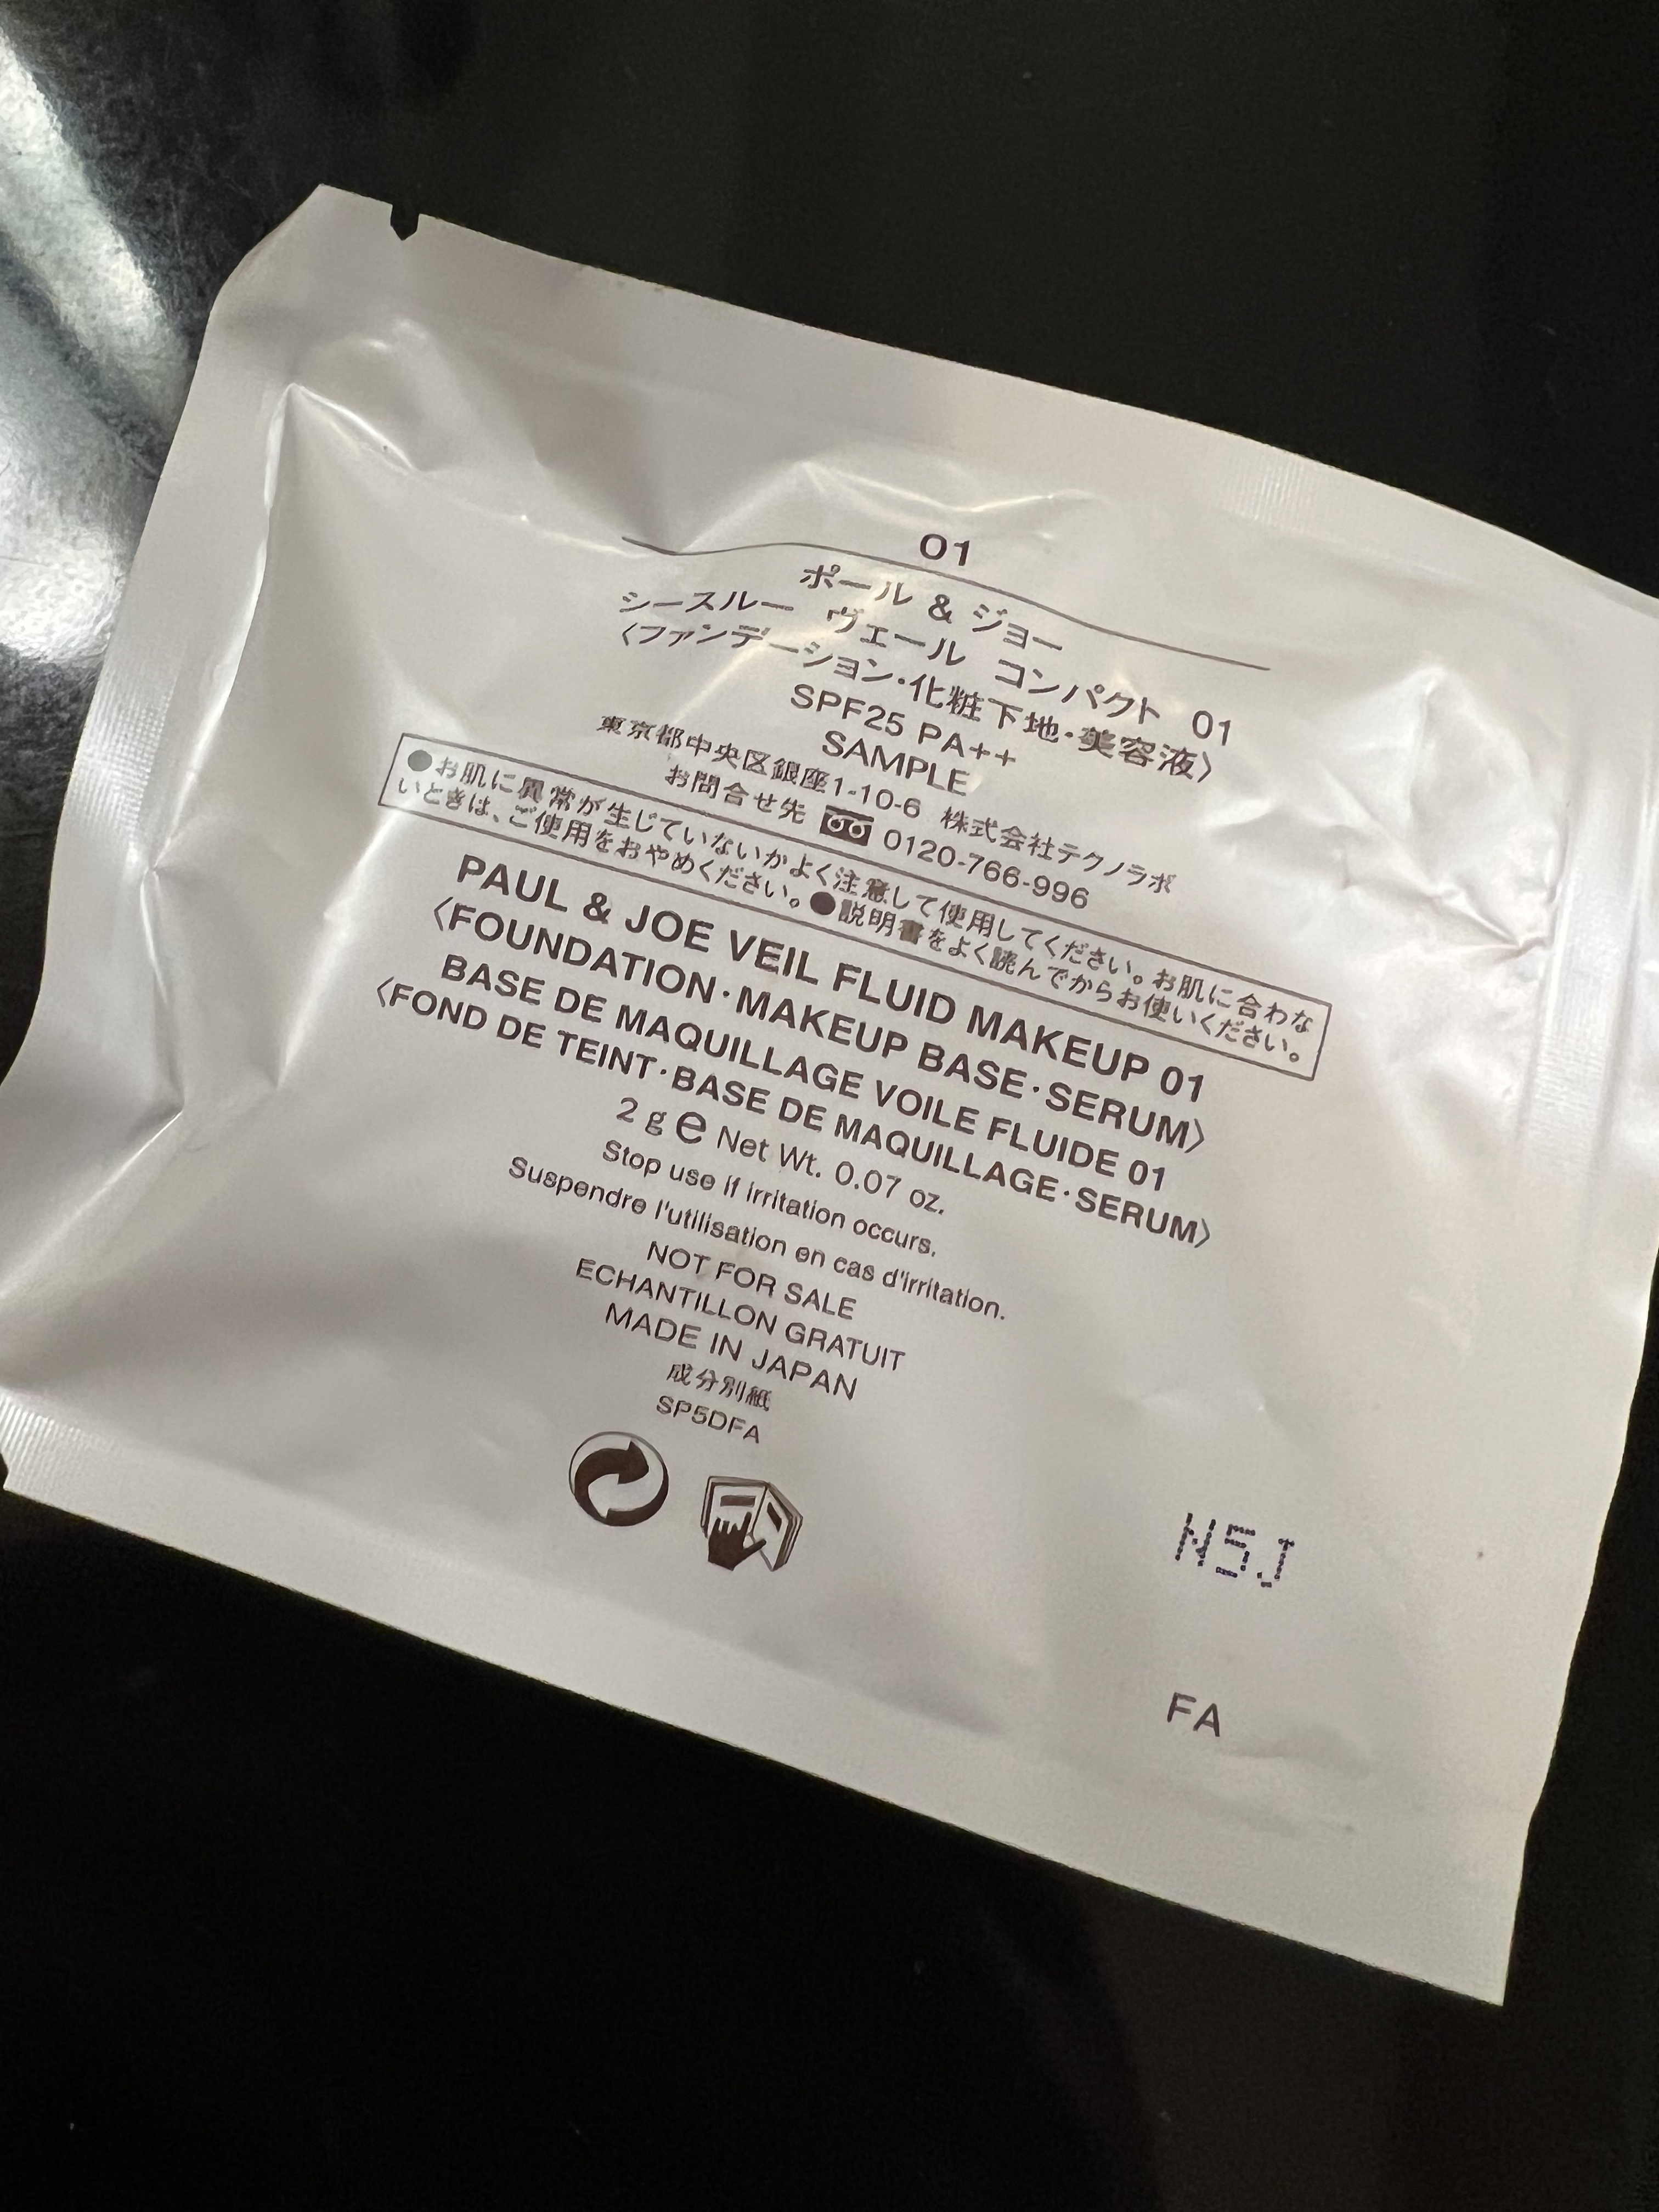 01
ポール & ジョー
シースルー ヴェール コンパクト 01
〈ファンデーション・化粧下地・美容液〉
SPF25 PA++
SAMPLE
東京都中央区銀座1-10-6 株式会社テクノラボ
お問合せ先 0120-766-996
●お肌に異常が生じていないかよく注意して使用してください。お肌に合わな
いときは、ご使用をおやめください。●説明書をよく読んでからお使いください。
PAUL & JOE VEIL FLUID MAKEUP 01
〈FOUNDATION·MAKEUP BASE·SERUM〉
BASE DE MAQUILLAGE VOILE FLUIDE 01
〈FOND DE TEINT·BASE DE MAQUILLAGE·SERUM〉
2 g e Net Wt. 0.07 oz.
Stop use if irritation occurs.
Suspendre l'utilisation en cas d'irritation.
NOT FOR SALE
ECHANTILLON GRATUIT
MADE IN JAPAN
成分別紙
SP5DFA
N5J
FA